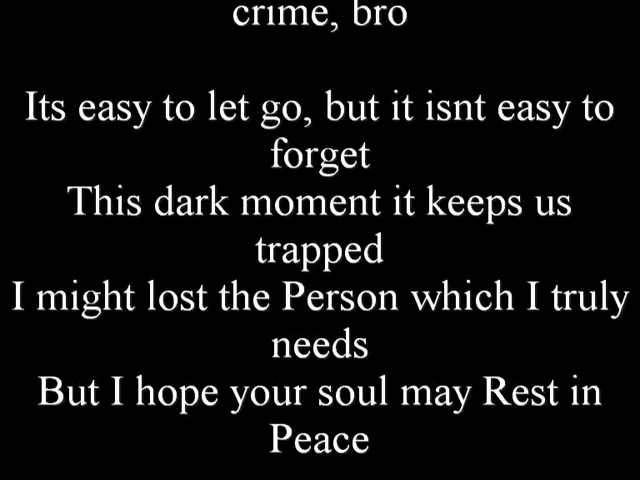 crime, bro
Its easy to let go, but it isnt easy to
forget
This dark moment it keeps us
trapped
I might lost the Person which I truly
needs
But I hope your soul may Rest in
Peace